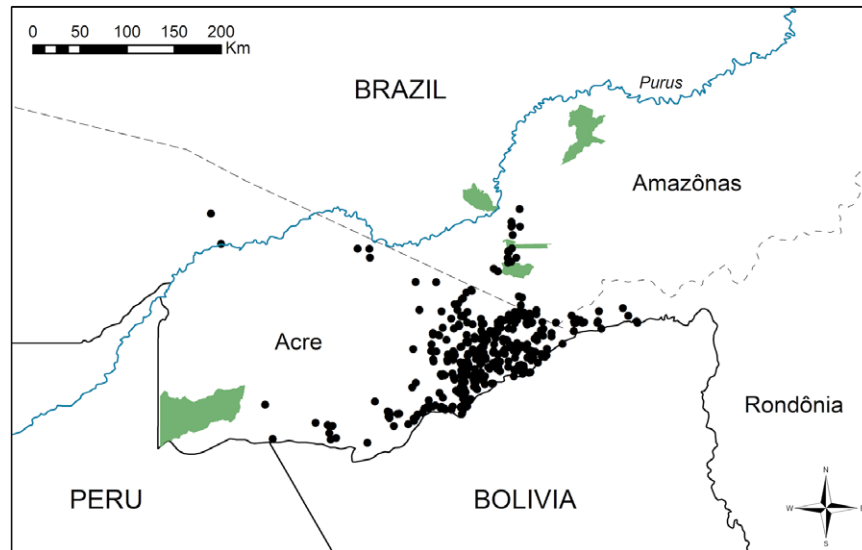 0 50 100 150 200
Km
BRAZIL
Purus
Amazônas
Acre
Rondônia
PERU
BOLIVIA
N
W E
S